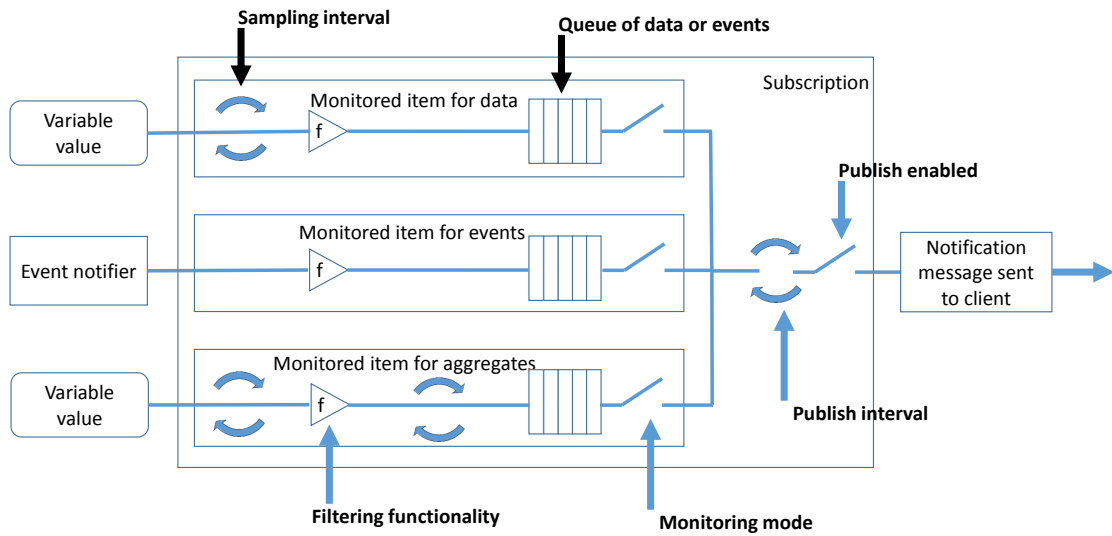 Sampling interval
Queue of data or events
Subscription
Monitored item for data
Variable
value
f
Publish enabled
Monitored item for events
Event notifier
f
Notification
message sent
to client
Monitored item for aggregates
Variable
value
f
Publish interval
Filtering functionality
Monitoring mode